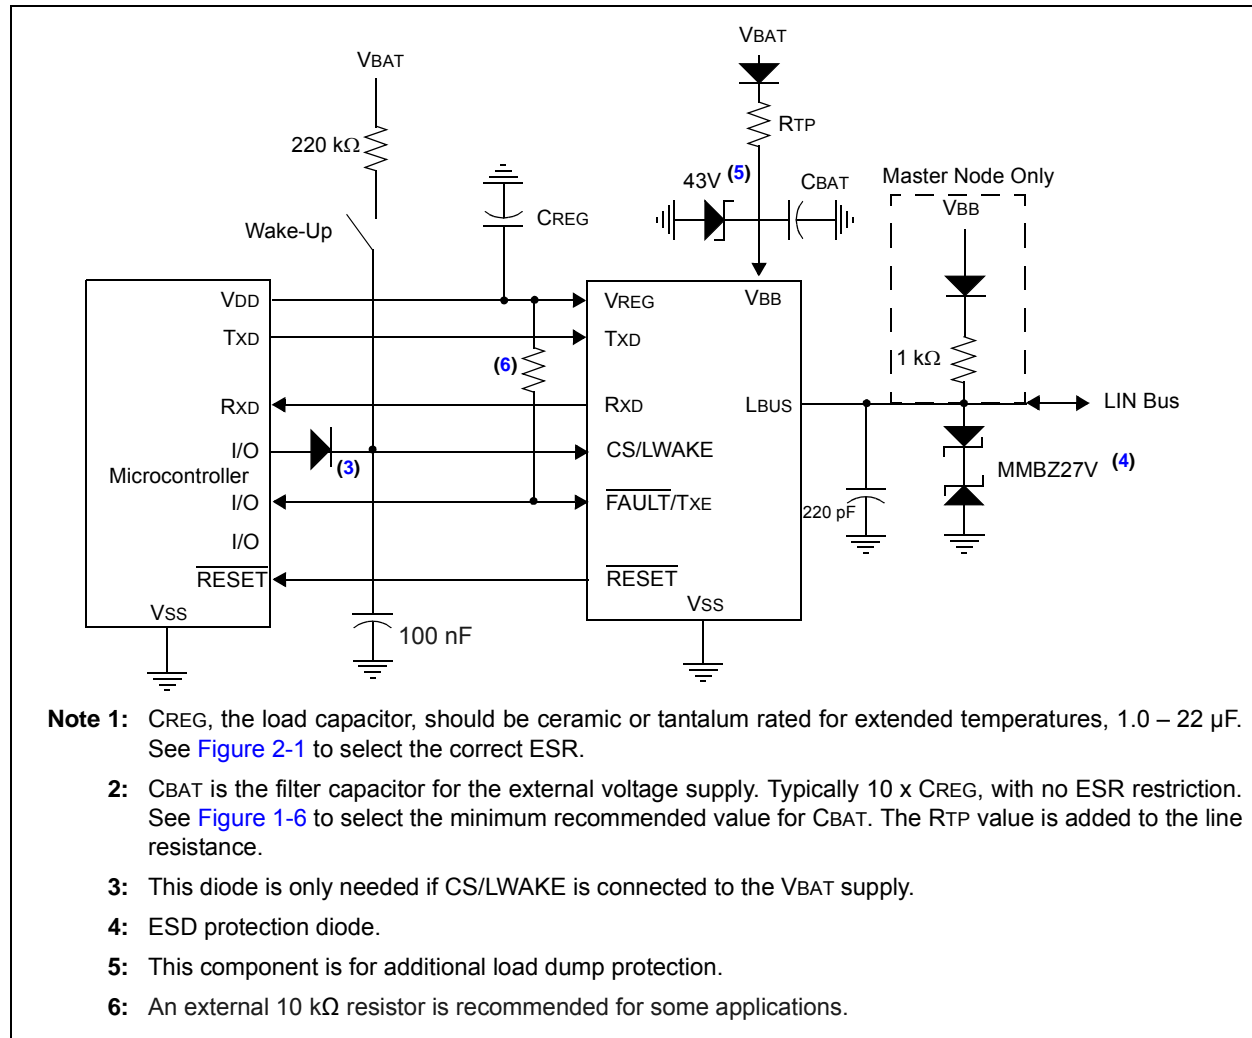 VBAT
VBAT
220 kΩ
RTP
43V (5)
CBAT
Master Node Only
VBB
CREG
Wake-Up
VDD
VREG
VBB
TXD
TXD
(6)
1 kΩ
RXD
RXD
LBUS
LIN Bus
I/O
(3)
CS/LWAKE
MMBZ27V (4)
Microcontroller
I/O
FAULT/TXE
220 pF
I/O
RESET
RESET
VSS
VSS
100 nF
Note 1: CREG, the load capacitor, should be ceramic or tantalum rated for extended temperatures, 1.0 – 22 µF.
See Figure 2-1 to select the correct ESR.
2: CBAT is the filter capacitor for the external voltage supply. Typically 10 x CREG, with no ESR restriction.
See Figure 1-6 to select the minimum recommended value for CBAT. The RTP value is added to the line
resistance.
3: This diode is only needed if CS/LWAKE is connected to the VBAT supply.
4: ESD protection diode.
5: This component is for additional load dump protection.
6: An external 10 kΩ resistor is recommended for some applications.